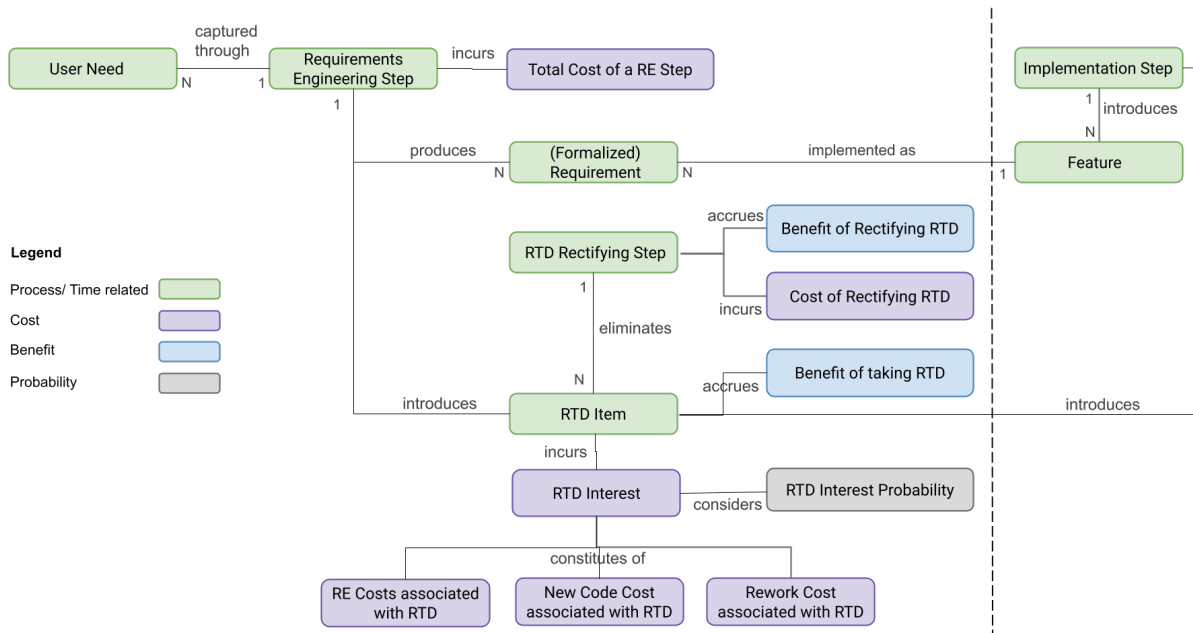 captured
through
User Need
N
1
Requirements
Engineering Step
incurs
Total Cost of a RE Step
Implementation Step
1
introduces
N
1
produces
N
(Formalized)
Requirement
N
implemented as
1
Feature
Legend
Process/ Time related
Cost
Benefit
Probability
RTD Rectifying Step
accrues
Benefit of Rectifying RTD
incurs
Cost of Rectifying RTD
1
eliminates
N
accrues
Benefit of taking RTD
introduces
RTD Item
introduces
incurs
RTD Interest
considers
RTD Interest Probability
constitutes of
RE Costs associated
with RTD
New Code Cost
associated with RTD
Rework Cost
associated with RTD